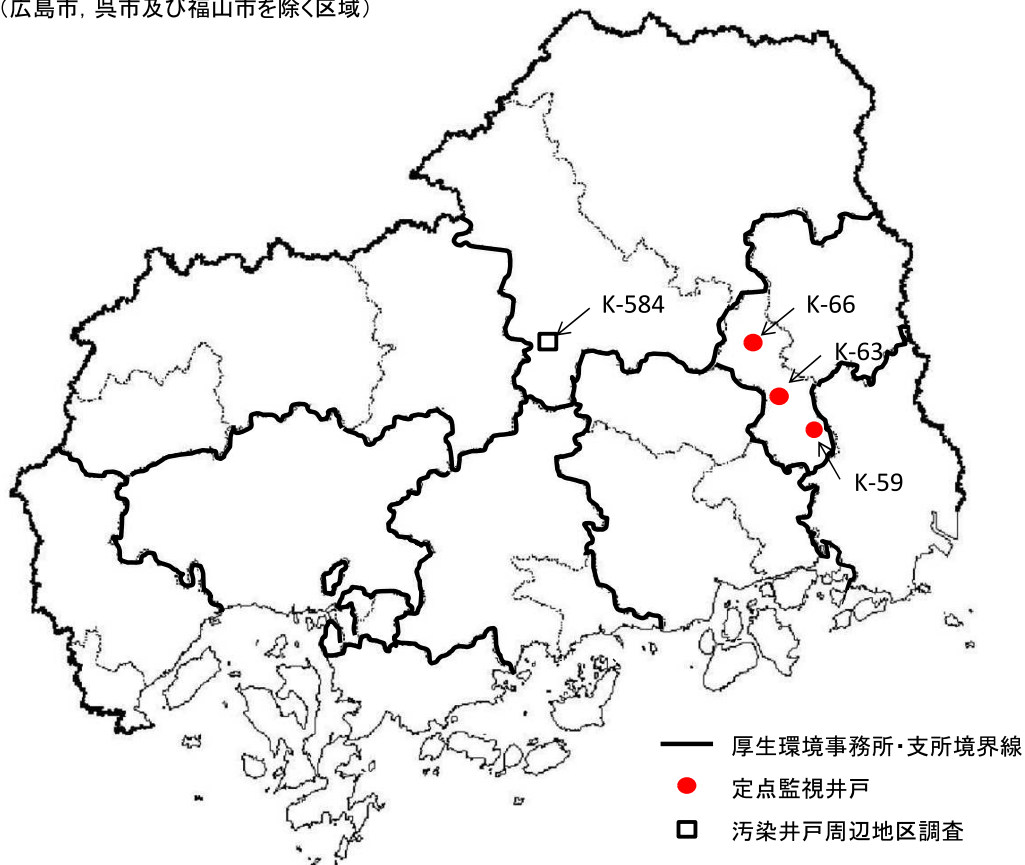 （広島市，呉市及び福山市を除く区域）
K-584
K-66
K-63
K-59
厚生環境事務所・支所境界線
定点監視井戸
汚染井戸周辺地区調査